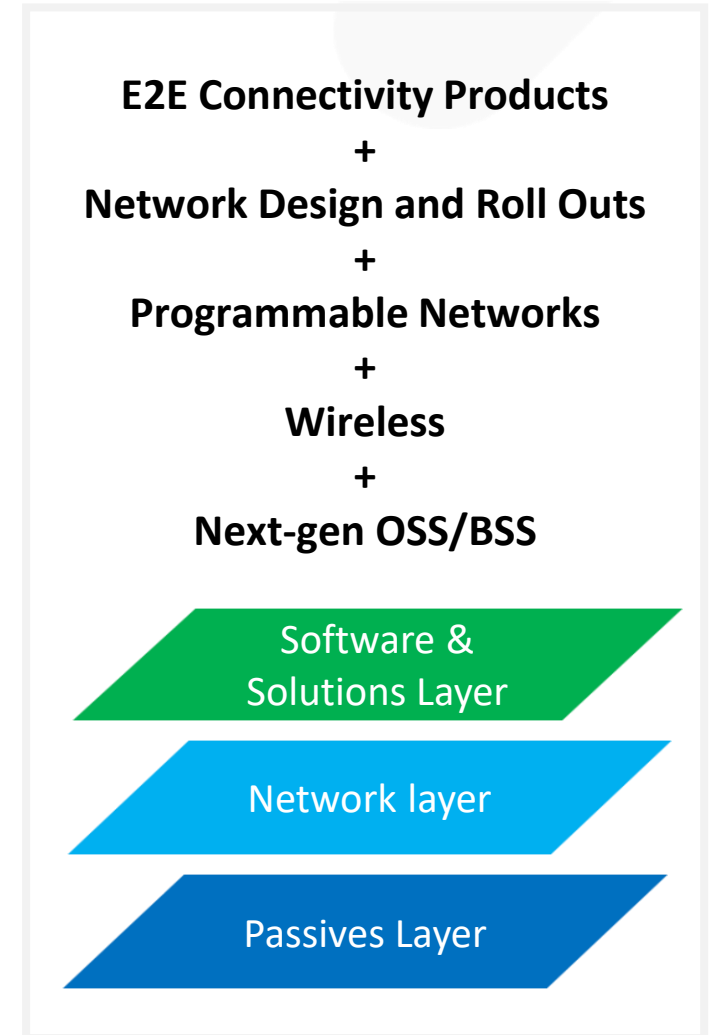 E2E Connectivity Products
+
Network Design and Roll Outs
+
Programmable Networks
+
Wireless
+
Next-gen OSS/BSS
Software &
Solutions Layer
Network layer
Passives Layer